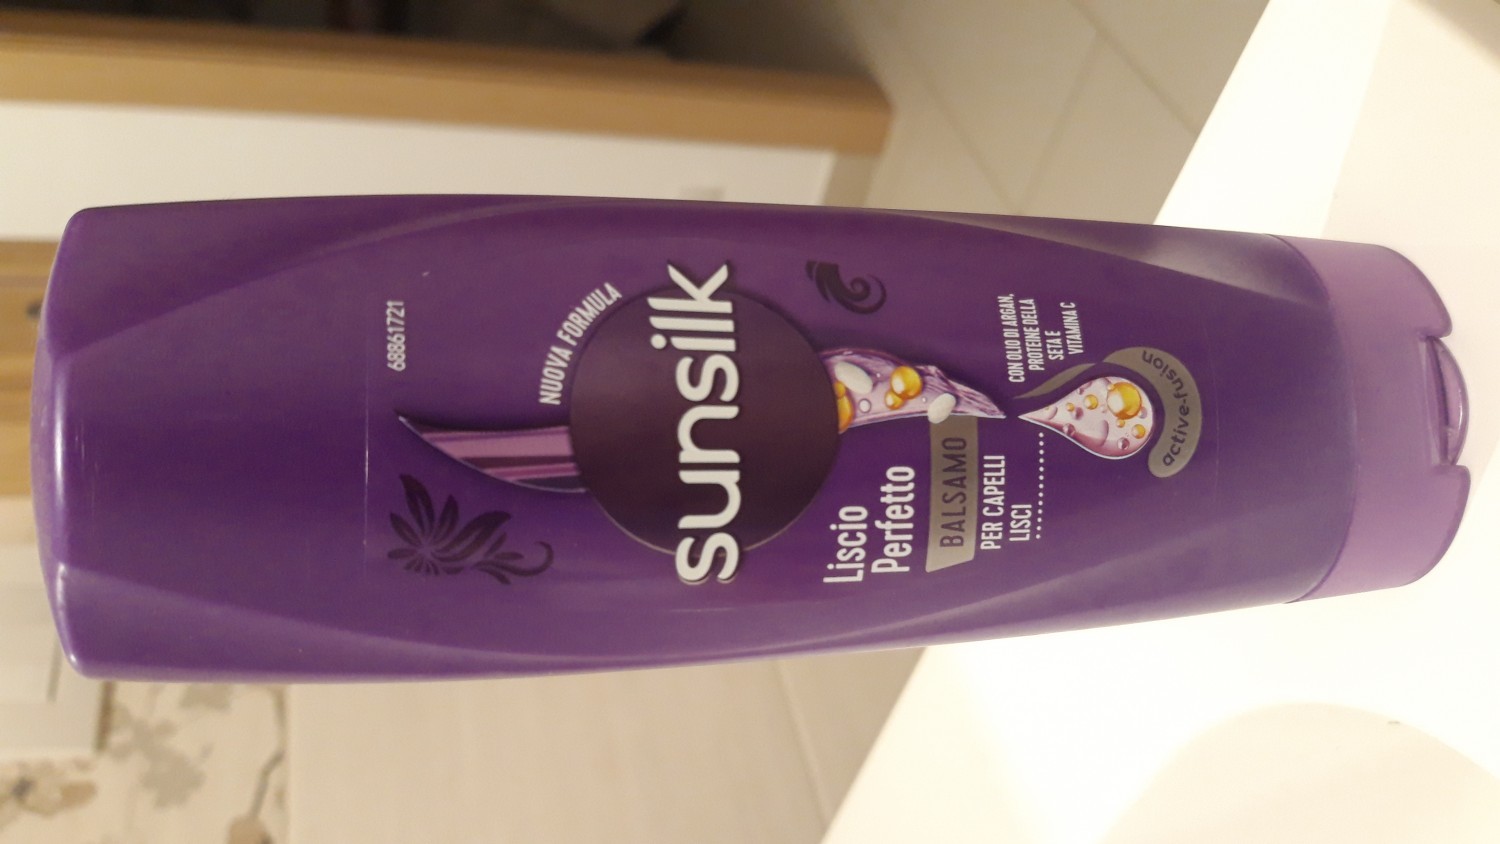 68861721
NUOVA FORMULA
sunsilk
Liscio
Perfetto
BALSAMO
PER CAPELLI
LISCI
CON OLIO DI ARGAN,
PROTEINE DELLA
SETA E
VITAMINA C
active-fusion